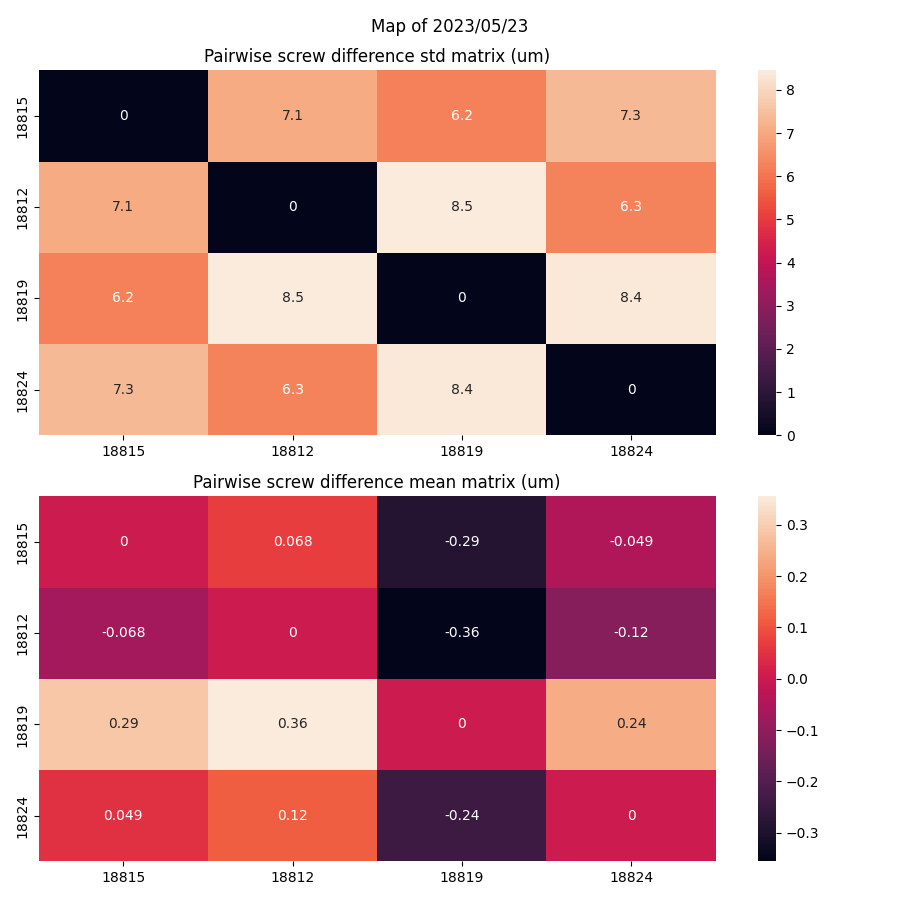 Map of 2023/05/23
Pairwise screw difference std matrix (um)
18815 0 7.1 6.2 7.3
18812 7.1 0 8.5 6.3
18819 6.2 8.5 0 8.4
18824 7.3 6.3 8.4 0
18815 18812 18819 18824
8
7
6
5
4
3
2
1
0
Pairwise screw difference mean matrix (um)
18815 0 0.068 -0.29 -0.049
18812 -0.068 0 -0.36 -0.12
18819 0.29 0.36 0 0.24
18824 0.049 0.12 -0.24 0
18815 18812 18819 18824
0.3
0.2
0.1
0.0
−0.1
−0.2
−0.3